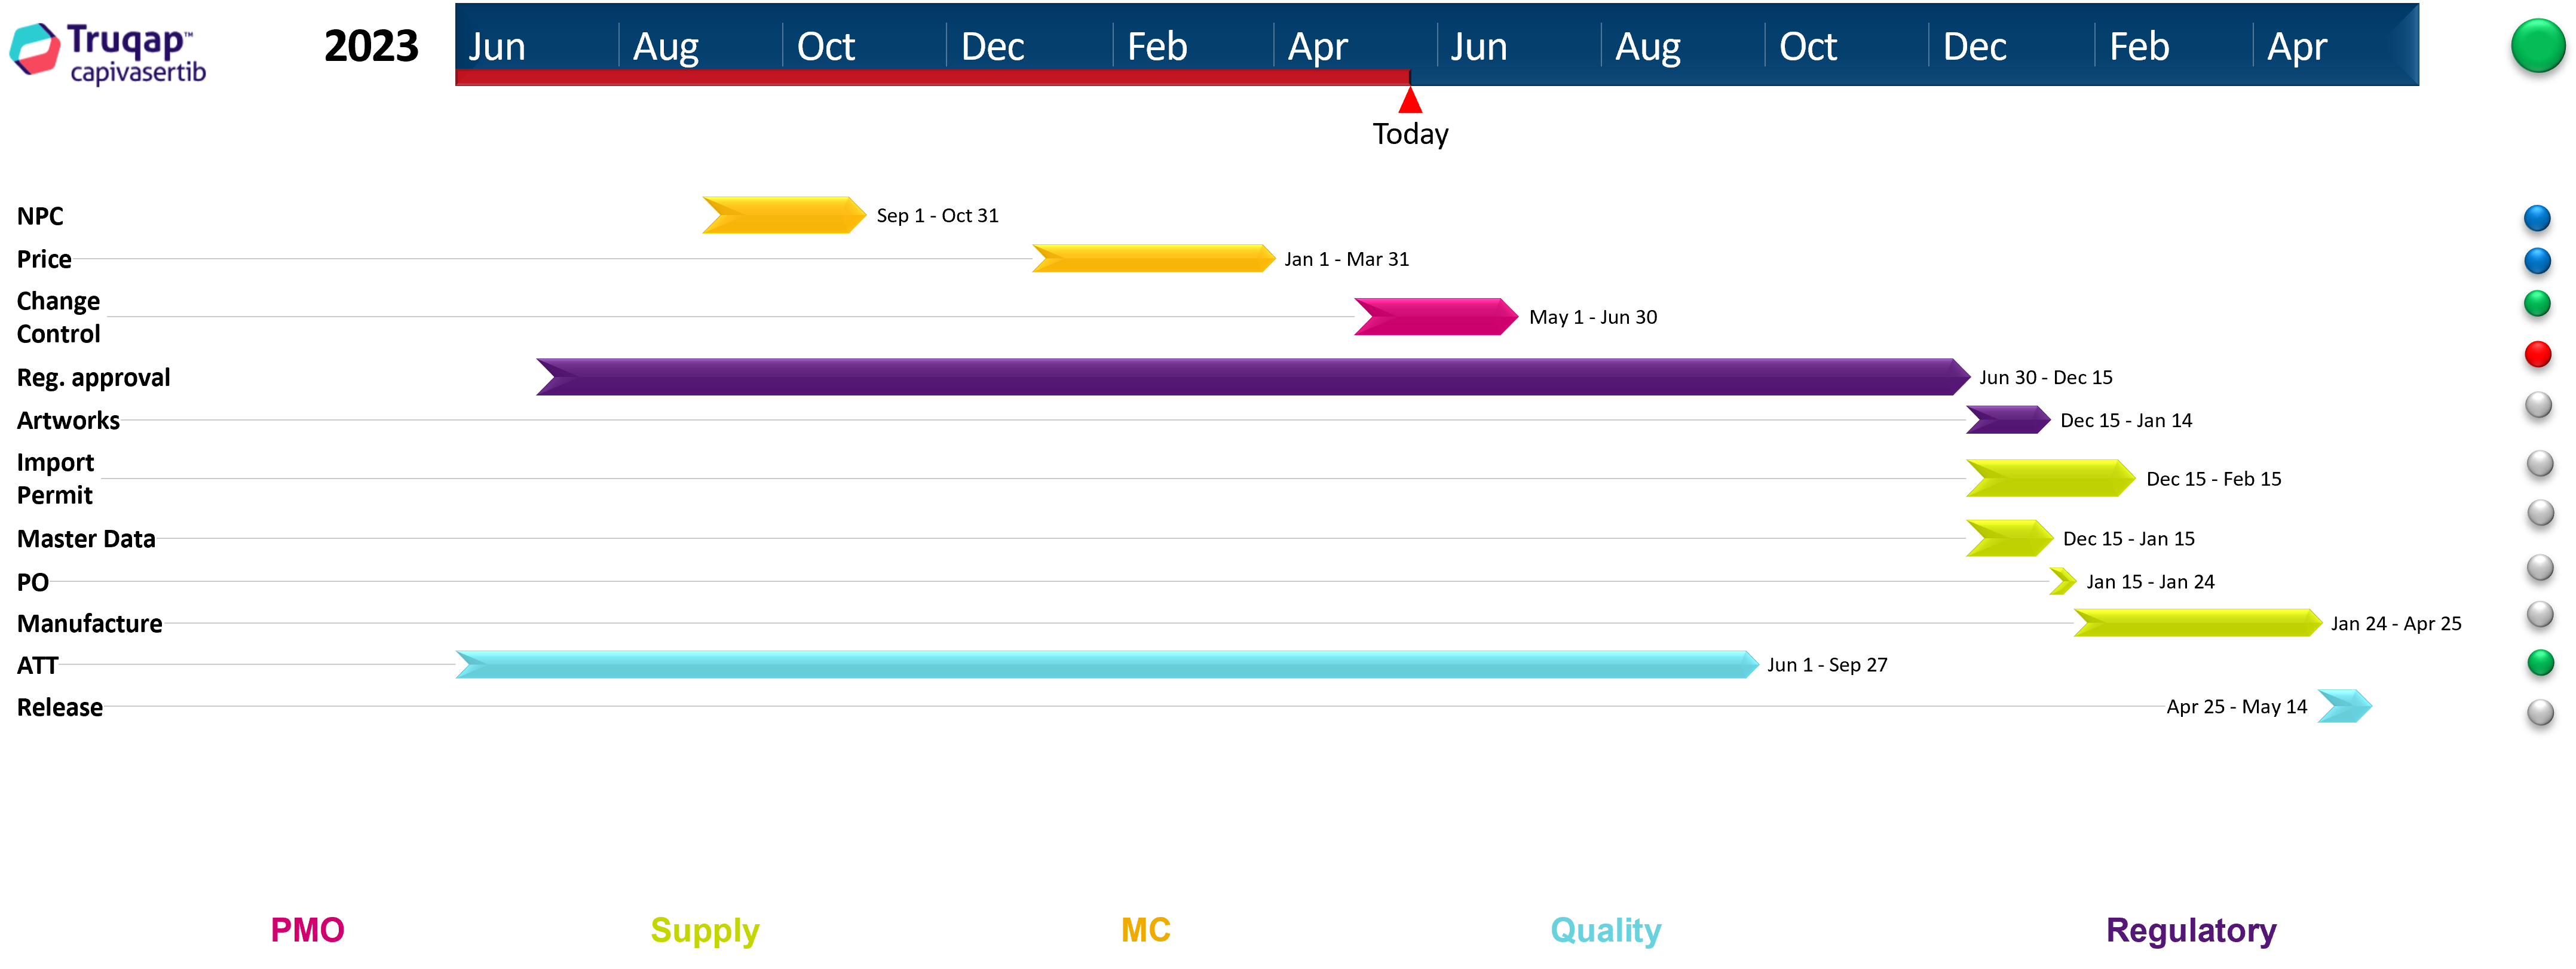 Truqap™
capivasertib
2023
Jun Aug Oct Dec Feb Apr Jun Aug Oct Dec Feb Apr
Today
NPC Sep 1 - Oct 31
Price Jan 1 - Mar 31
Change
Control May 1 - Jun 30
Reg. approval Jun 30 - Dec 15
Artworks Dec 15 - Jan 14
Import
Permit Dec 15 - Feb 15
Master Data Dec 15 - Jan 15
PO Jan 15 - Jan 24
Manufacture Jan 24 - Apr 25
ATT Jun 1 - Sep 27
Release Apr 25 - May 14
PMO Supply MC Quality Regulatory